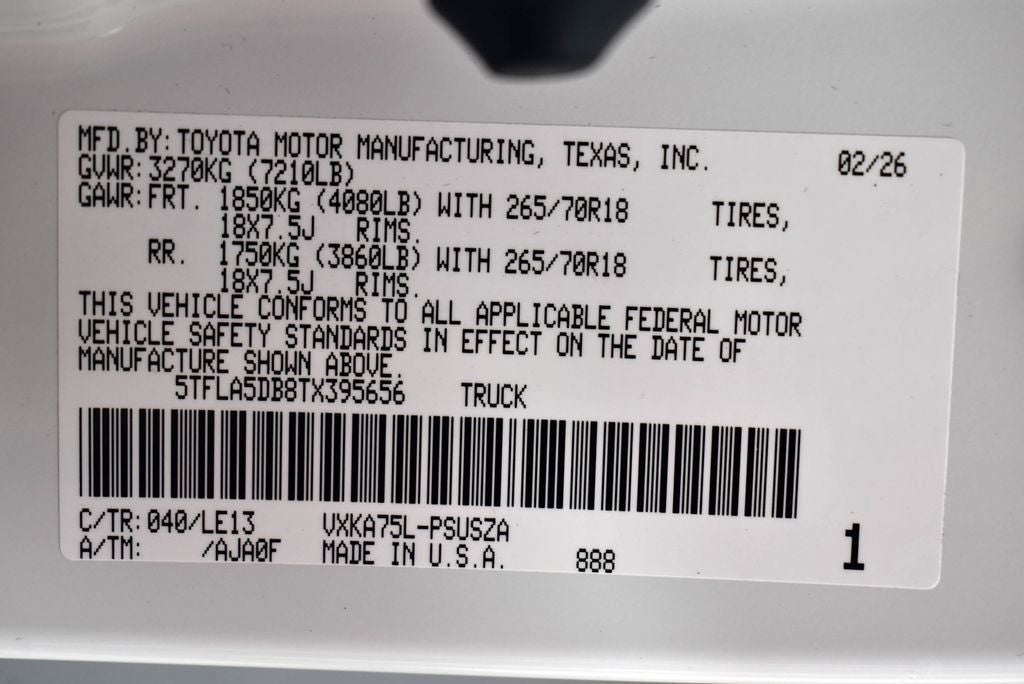 MFD.BY: TOYOTA MOTOR MANUFACTURING, TEXAS, INC. 02/26
GVWR: 3270KG (7210LB)
GAWR: FRT. 1850KG (4080LB) WITH 265/70R18 TIRES,
18X7.5J RIMS.
RR. 1750KG (3860LB) WITH 265/70R18 TIRES,
18X7.5J RIMS.
THIS VEHICLE CONFORMS TO ALL APPLICABLE FEDERAL MOTOR
VEHICLE SAFETY STANDARDS IN EFFECT ON THE DATE OF
MANUFACTURE SHOWN ABOVE.
5TFLA5DB8TX395656 TRUCK
C/TR: 040/LE13 VXKA75L-PSUSZA
A/TM: /AJA0F MADE IN U.S.A. 888 1